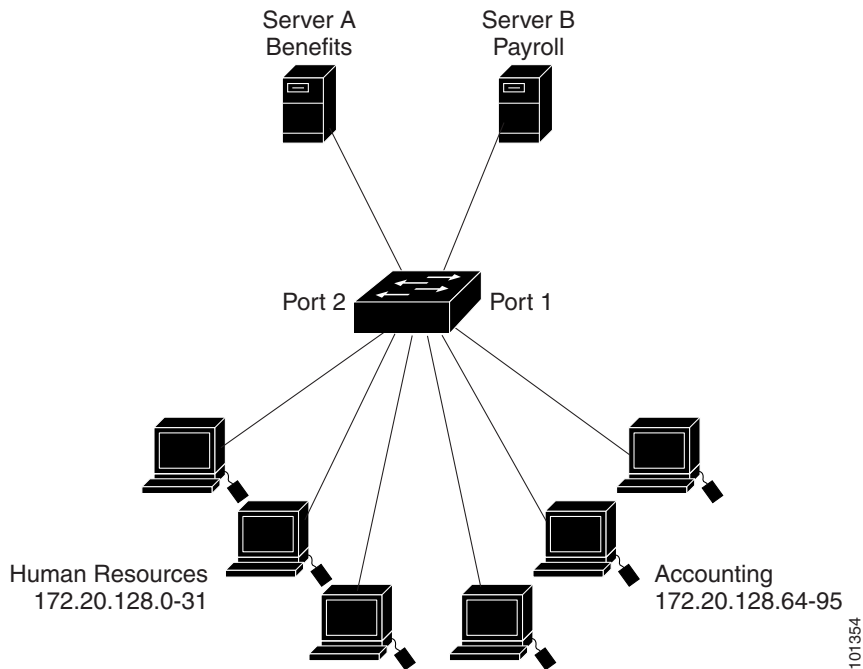 Server A
Benefits
Server B
Payroll
Port 2
Port 1
Human Resources
172.20.128.0-31
Accounting
172.20.128.64-95
101354